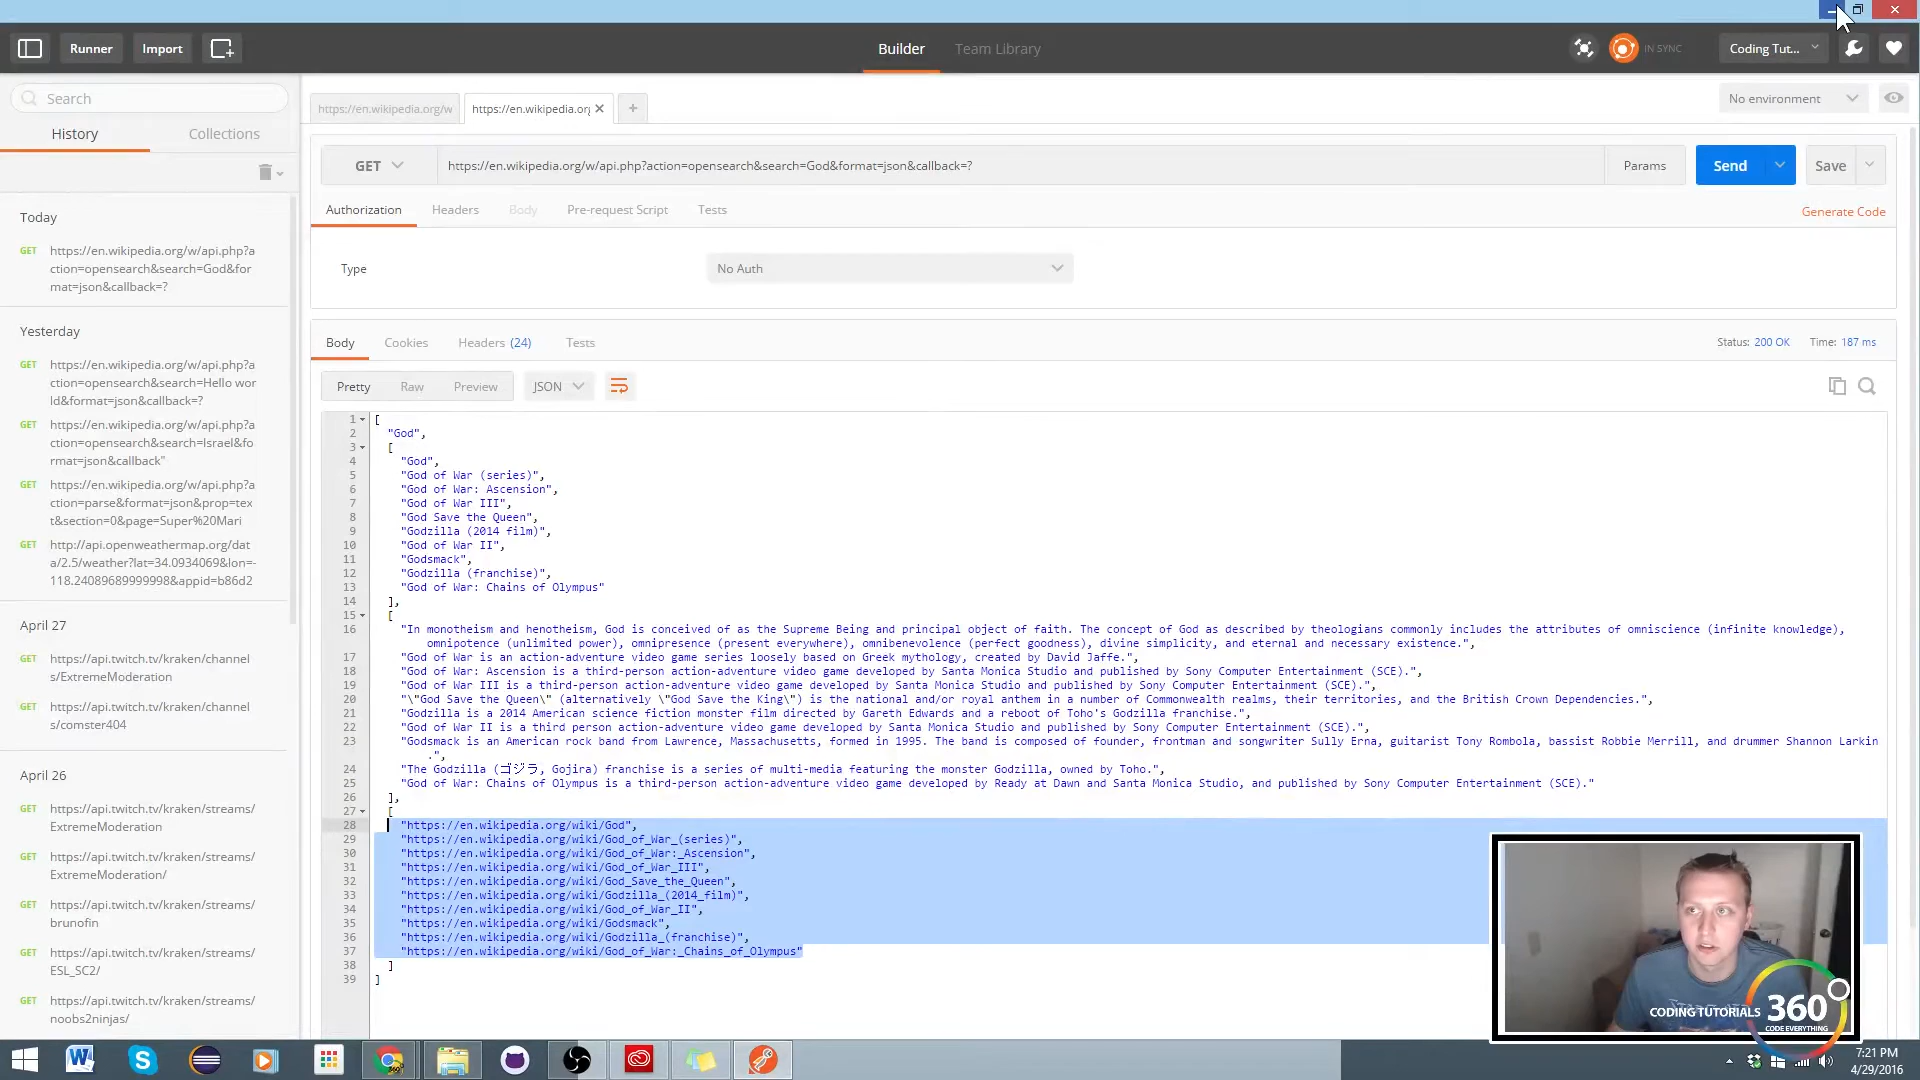 Runner
Import
Builder
Team Library
IN SYNC
Coding Tut...
Search
History
Collections
https://en.wikipedia.org/w
https://en.wikipedia.org
No environment
GET
https://en.wikipedia.org/w/api.php?action=opensearch&search=God&format=json&callback=?
Params
Send
Save
Authorization
Headers
Body
Pre-request Script
Tests
Generate Code
Type
No Auth
Today
GET https://en.wikipedia.org/w/api.php?a
ction=opensearch&search=God&for
mat=json&callback=?
Yesterday
GET https://en.wikipedia.org/w/api.php?a
ction=opensearch&search=Hello wor
ld&format=json&callback=?
GET https://en.wikipedia.org/w/api.php?a
ction=opensearch&search=Israel&fo
rmat=json&callback"
GET https://en.wikipedia.org/w/api.php?a
ction=parse&format=json&prop=tex
t&section=0&page=Super%20Mari
GET http://api.openweathermap.org/dat
a/2.5/weather?lat=34.0934069&lon=-
118.24089689999998&appid=b86d2
April 27
GET https://api.twitch.tv/kraken/channel
s/ExtremeModeration
GET https://api.twitch.tv/kraken/channel
s/comster404
April 26
GET https://api.twitch.tv/kraken/streams/
ExtremeModeration
GET https://api.twitch.tv/kraken/streams/
ExtremeModeration/
GET https://api.twitch.tv/kraken/streams/
brunofin
GET https://api.twitch.tv/kraken/streams/
ESL_SC2/
GET https://api.twitch.tv/kraken/streams/
noobs2ninjas/
Body
Cookies
Headers (24)
Tests
Status: 200 OK
Time: 187 ms
Pretty
Raw
Preview
JSON
1 [
2 "God",
3 [
4 "God",
5 "God of War (series)",
6 "God of War: Ascension",
7 "God of War III",
8 "God Save the Queen",
9 "Godzilla (2014 film)",
10 "God of War II",
11 "Godsmack",
12 "Godzilla (franchise)",
13 "God of War: Chains of Olympus"
14 ],
15 [
16 "In monotheism and henotheism, God is conceived of as the Supreme Being and principal object of faith. The concept of God as described by theologians commonly includes the attributes of omniscience (infinite knowledge),
omnipotence (unlimited power), omnipresence (present everywhere), omnibenevolence (perfect goodness), divine simplicity, and eternal and necessary existence.",
17 "God of War is an action-adventure video game series loosely based on Greek mythology, created by David Jaffe.",
18 "God of War: Ascension is a third-person action-adventure video game developed by Santa Monica Studio and published by Sony Computer Entertainment (SCE).",
19 "God of War III is a third-person action-adventure video game developed by Santa Monica Studio and published by Sony Computer Entertainment (SCE).",
20 "\"God Save the Queen\" (alternatively \"God Save the King\") is the national and/or royal anthem in a number of Commonwealth realms, their territories, and the British Crown Dependencies.",
21 "Godzilla is a 2014 American science fiction monster film directed by Gareth Edwards and a reboot of Toho's Godzilla franchise.",
22 "God of War II is a third person action-adventure video game developed by Santa Monica Studio and published by Sony Computer Entertainment (SCE).",
23 "Godsmack is an American rock band from Lawrence, Massachusetts, formed in 1995. The band is composed of founder, frontman and songwriter Sully Erna, guitarist Tony Rombola, bassist Robbie Merrill, and drummer Shannon Larkin
.",
24 "The Godzilla (ゴジラ, Gojira) franchise is a series of multi-media featuring the monster Godzilla, owned by Toho.",
25 "God of War: Chains of Olympus is a third-person action-adventure video game developed by Ready at Dawn and Santa Monica Studio, and published by Sony Computer Entertainment (SCE)."
26 ],
27 [
28 "https://en.wikipedia.org/wiki/God",
29 "https://en.wikipedia.org/wiki/God_of_War_(series)",
30 "https://en.wikipedia.org/wiki/God_of_War:_Ascension",
31 "https://en.wikipedia.org/wiki/God_of_War_III",
32 "https://en.wikipedia.org/wiki/God_Save_the_Queen",
33 "https://en.wikipedia.org/wiki/Godzilla_(2014_film)",
34 "https://en.wikipedia.org/wiki/God_of_War_II",
35 "https://en.wikipedia.org/wiki/Godsmack",
36 "https://en.wikipedia.org/wiki/Godzilla_(franchise)",
37 "https://en.wikipedia.org/wiki/God_of_War:_Chains_of_Olympus"
38 ]
39 ]
CODING TUTORIALS 360
CODE EVERYTHING
7:21 PM
4/29/2016